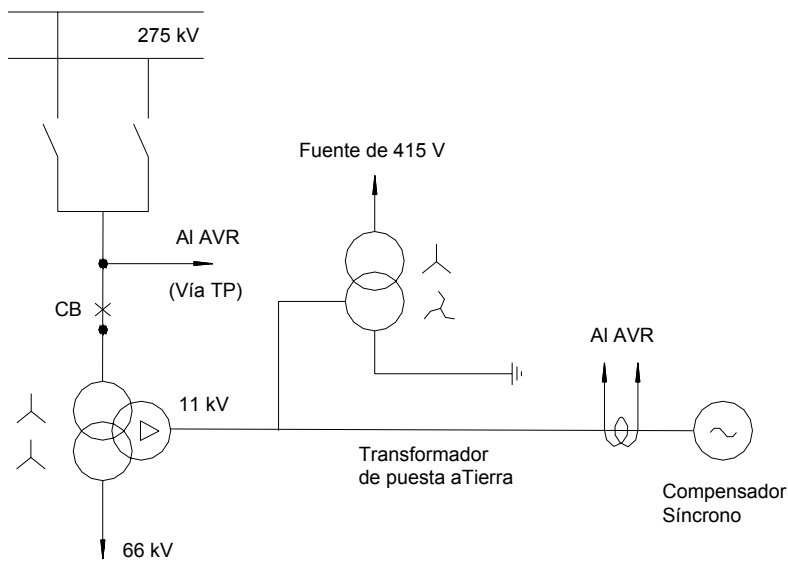 275 kV
Fuente de 415 V
Al AVR
(Vía TP)
CB
Al AVR
11 kV
Transformador
de puesta aTierra
Compensador
Síncrono
66 kV